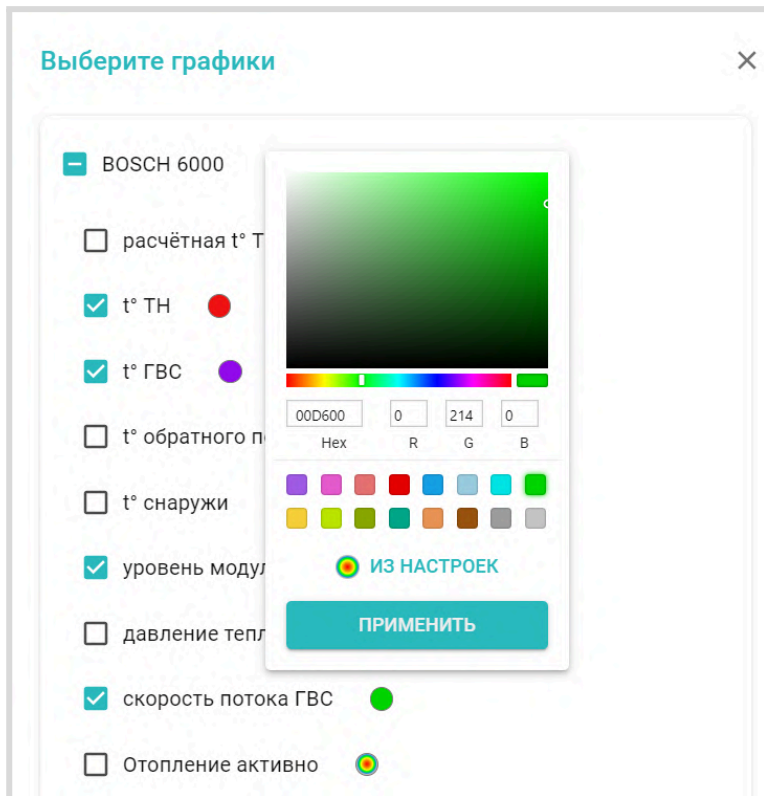 Выберите графики
BOSCH 6000
расчётная t° Т
t° ТН
t° ГВС
00D600 0 214 0
Hex R G B
t° обратного п
t° снаружи
уровень модул
ИЗ НАСТРОЕК
давление тепл
ПРИМЕНИТЬ
скорость потока ГВС
Отопление активно